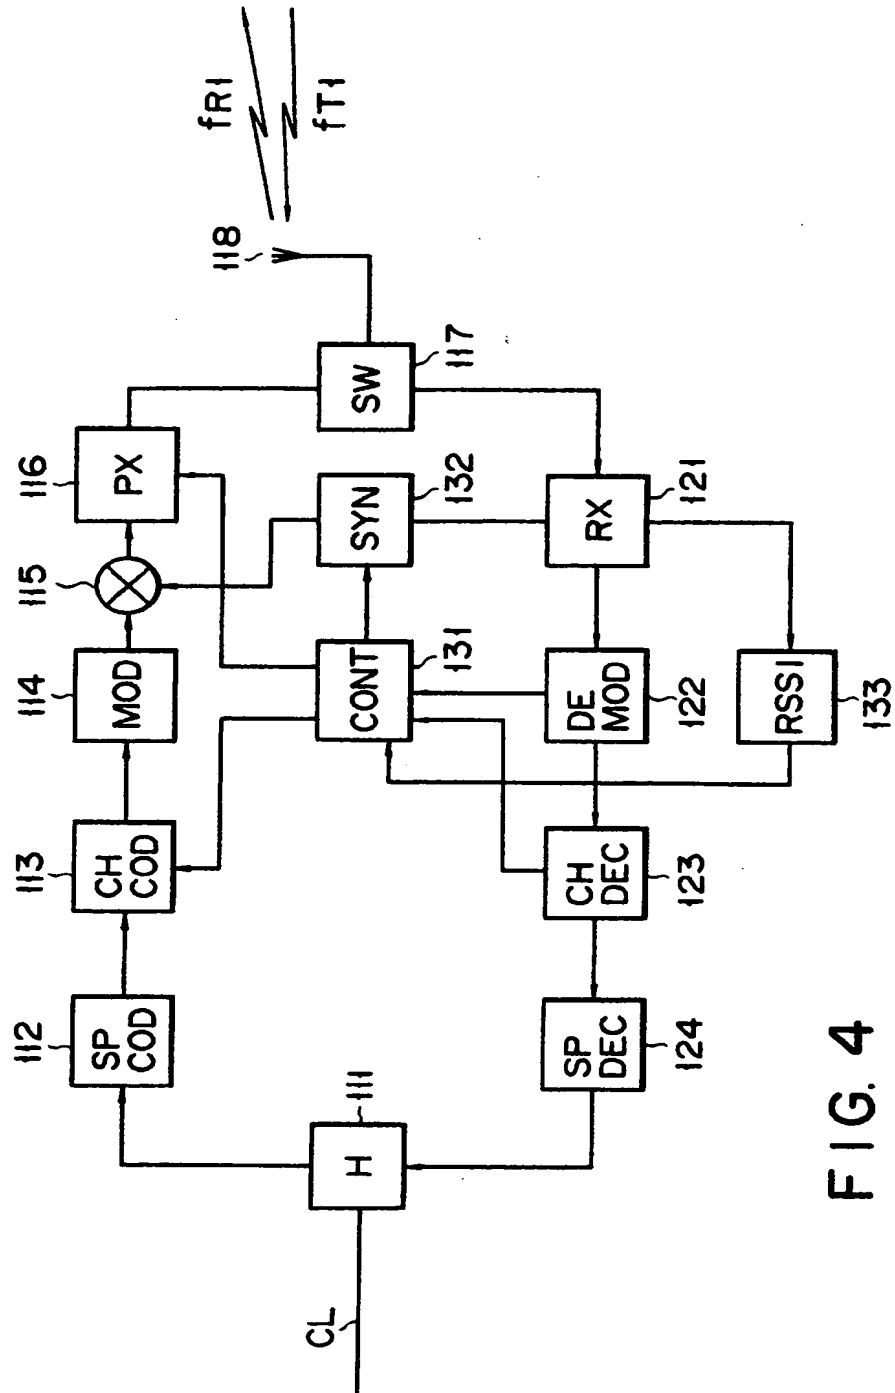 CL
H
111
SP
COD
112
CH
COD
113
MOD
114
115
PX
116
SW
117
118
fR1
fT1
CONT
131
SYN
132
RX
121
DE
MOD
122
CH
DEC
123
SP
DEC
124
RSSI
133
FIG. 4